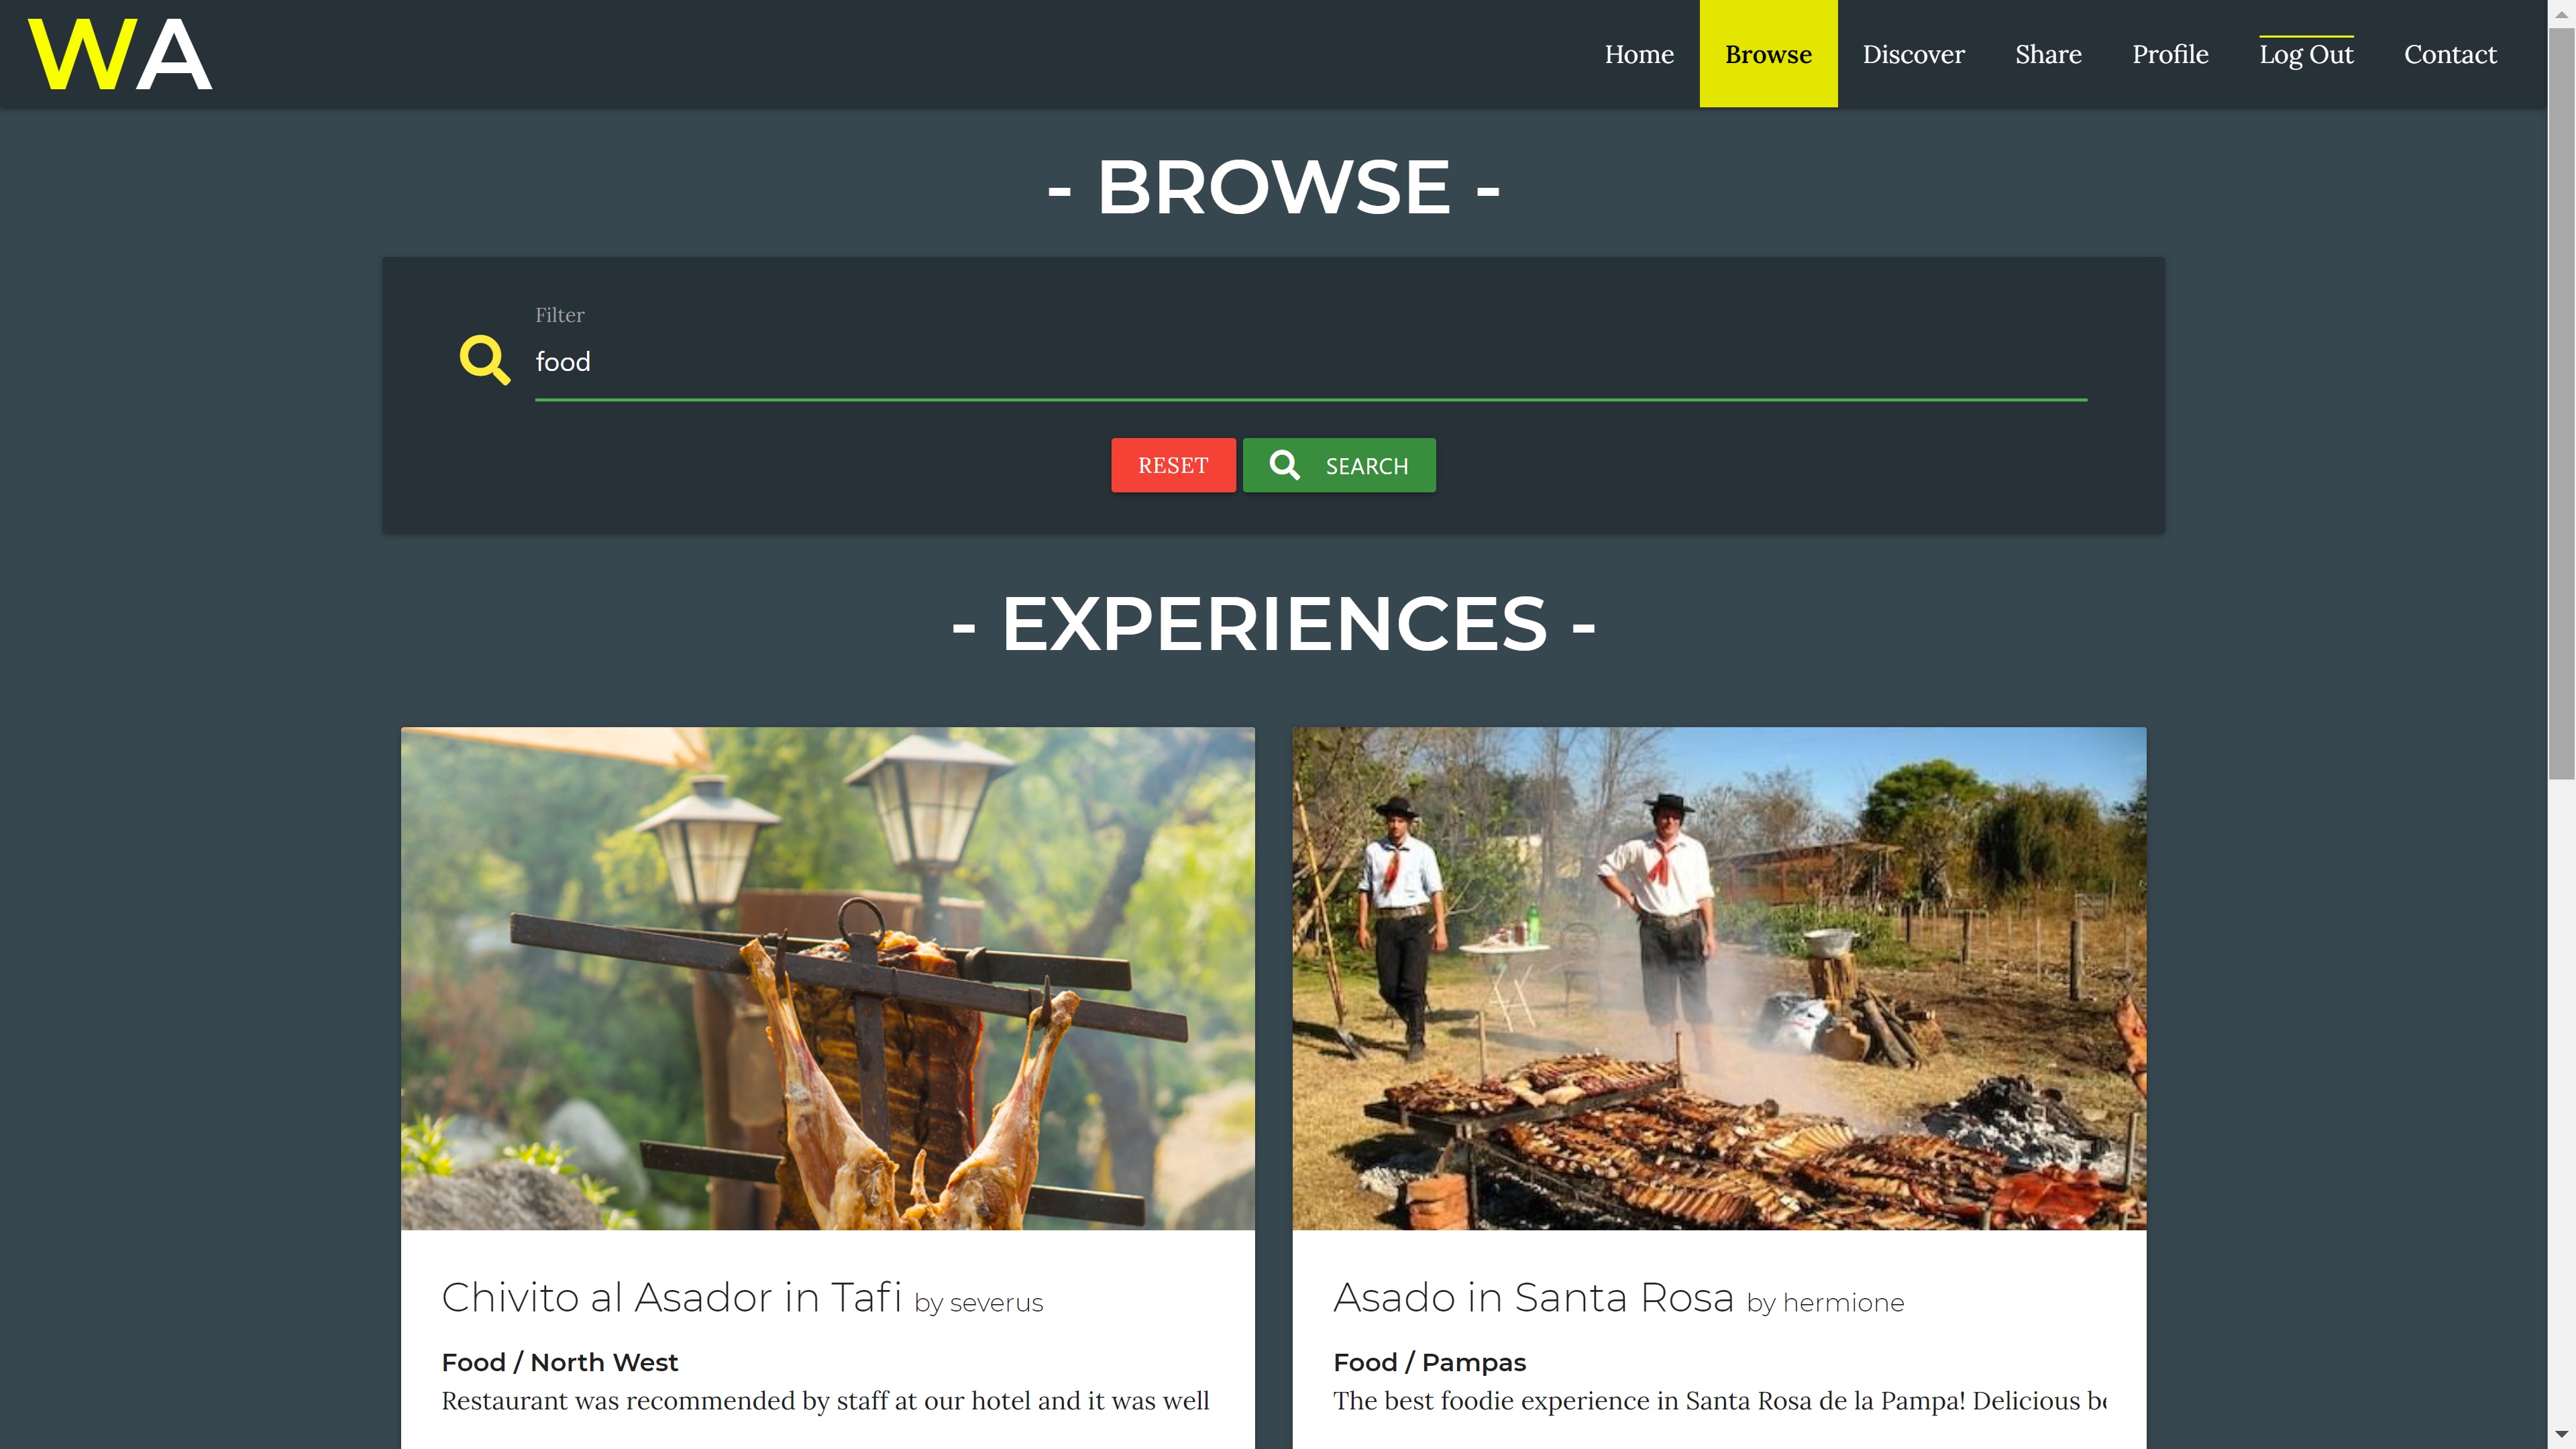 WA
Home Browse Discover Share Profile Log Out Contact
- BROWSE -
Filter
food
RESET SEARCH
- EXPERIENCES -
Chivito al Asador in Tafi by severus
Food / North West
Restaurant was recommended by staff at our hotel and it was well
Asado in Santa Rosa by hermione
Food / Pampas
The best foodie experience in Santa Rosa de la Pampa! Delicious